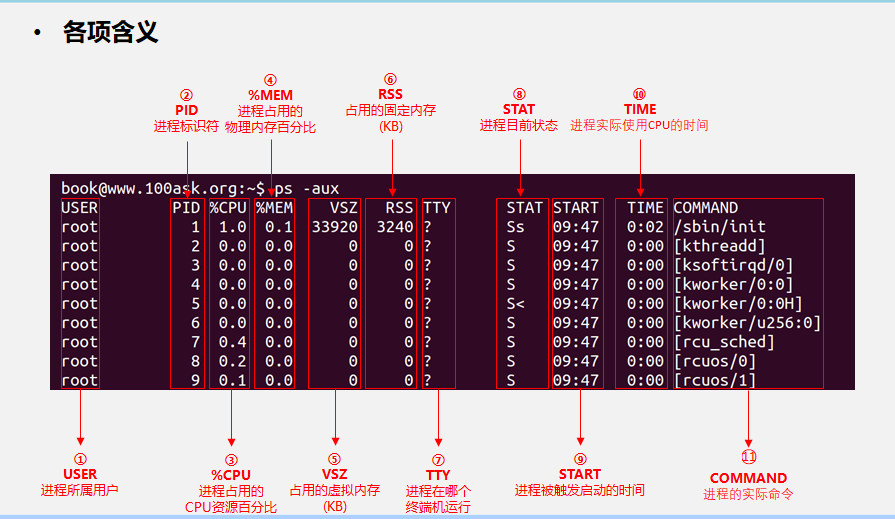 • 各项含义
② PID 进程标识符
④ %MEM 进程占用的 物理内存百分比
⑥ RSS 占用的固定内存 (KB)
⑧ STAT 进程目前状态
⑩ TIME 进程实际使用CPU的时间
book@www.100ask.org:~$ ps -aux
USER PID %CPU %MEM VSZ RSS TTY STAT START TIME COMMAND
root 1 1.0 0.1 33920 3240 ? Ss 09:47 0:02 /sbin/init
root 2 0.0 0.0 0 0 ? S 09:47 0:00 [kthreadd]
root 3 0.0 0.0 0 0 ? S 09:47 0:00 [ksoftirqd/0]
root 4 0.0 0.0 0 0 ? S 09:47 0:00 [kworker/0:0]
root 5 0.0 0.0 0 0 ? S< 09:47 0:00 [kworker/0:0H]
root 6 0.0 0.0 0 0 ? S 09:47 0:00 [kworker/u256:0]
root 7 0.4 0.0 0 0 ? S 09:47 0:00 [rcu_sched]
root 8 0.2 0.0 0 0 ? S 09:47 0:00 [rcuos/0]
root 9 0.1 0.0 0 0 ? S 09:47 0:00 [rcuos/1]
① USER 进程所属用户
③ %CPU 进程占用的 CPU资源百分比
⑤ VSZ 占用的虚拟内存 (KB)
⑦ TTY 进程在哪个 终端机运行
⑨ START 进程被触发启动的时间
⑪ COMMAND 进程的实际命令